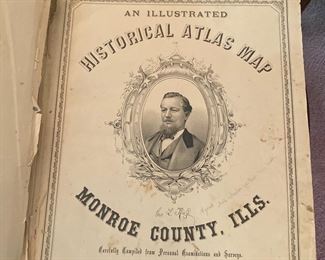 AN ILLUSTRATED
HISTORICAL ATLAS MAP
MONROE COUNTY, ILLS.
Carefully Compiled from Personal Examinations and Surveys.